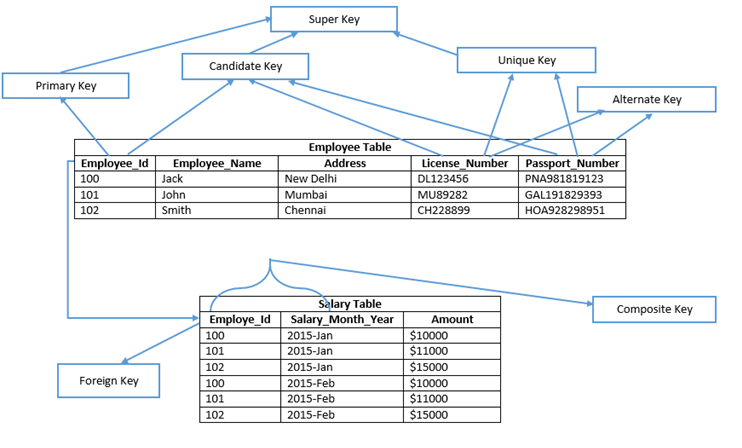 Super Key
Candidate Key
Unique Key
Primary Key
Alternate Key
Employee Table
Employee_Id Employee_Name Address License_Number Passport_Number
100 Jack New Delhi DL123456 PNA981819123
101 John Mumbai MU89282 GAL191829393
102 Smith Chennai CH228899 HOA928298951
Salary Table
Employe_Id Salary_Month_Year Amount
100 2015-Jan $10000
101 2015-Jan $11000
102 2015-Jan $15000
100 2015-Feb $10000
101 2015-Feb $11000
102 2015-Feb $15000
Composite Key
Foreign Key